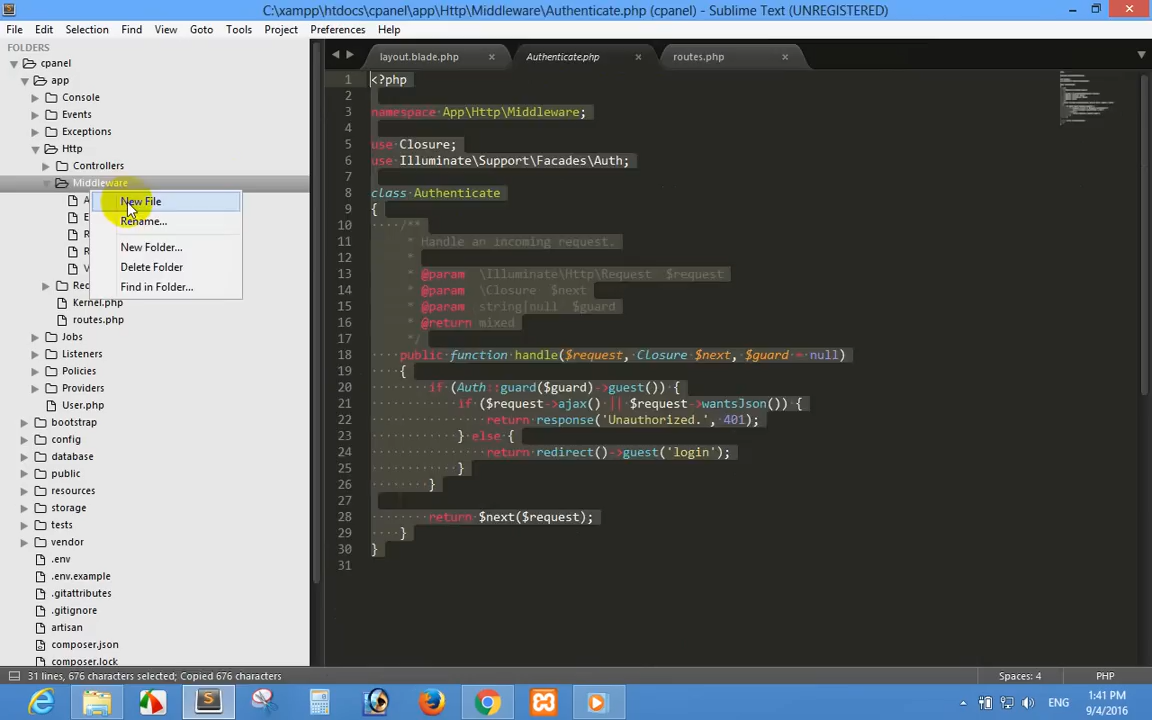 C:\xampp\htdocs\cpanel\app\Http\Middleware\Authenticate.php (cpanel) - Sublime Text (UNREGISTERED)
File Edit Selection Find View Goto Tools Project Preferences Help
FOLDERS
cpanel
app
Console
Events
Exceptions
Http
Controllers
Middleware
A
E
R
R
V
New File
Rename...
New Folder...
Delete Folder
Find in Folder...
Kernel.php
routes.php
Jobs
Listeners
Policies
Providers
User.php
bootstrap
config
database
public
resources
storage
tests
vendor
.env
.env.example
.gitattributes
.gitignore
artisan
composer.json
composer.lock
layout.blade.php Authenticate.php routes.php
1 <?php
2
3 namespace App\Http\Middleware;
4
5 use Closure;
6 use Illuminate\Support\Facades\Auth;
7
8 class Authenticate
9 {
10 /**
11 * Handle an incoming request.
12 *
13 * @param \Illuminate\Http\Request $request
14 * @param \Closure $next
15 * @param string|null $guard
16 * @return mixed
17 */
18 public function handle($request, Closure $next, $guard = null)
19 {
20 if (Auth::guard($guard)->guest()) {
21 if ($request->ajax() || $request->wantsJson()) {
22 return response('Unauthorized.', 401);
23 } else {
24 return redirect()->guest('login');
25 }
26 }
27
28 return $next($request);
29 }
30 }
31
31 lines, 676 characters selected; Copied 676 characters Spaces: 4 PHP
ENG 1:41 PM
9/4/2016